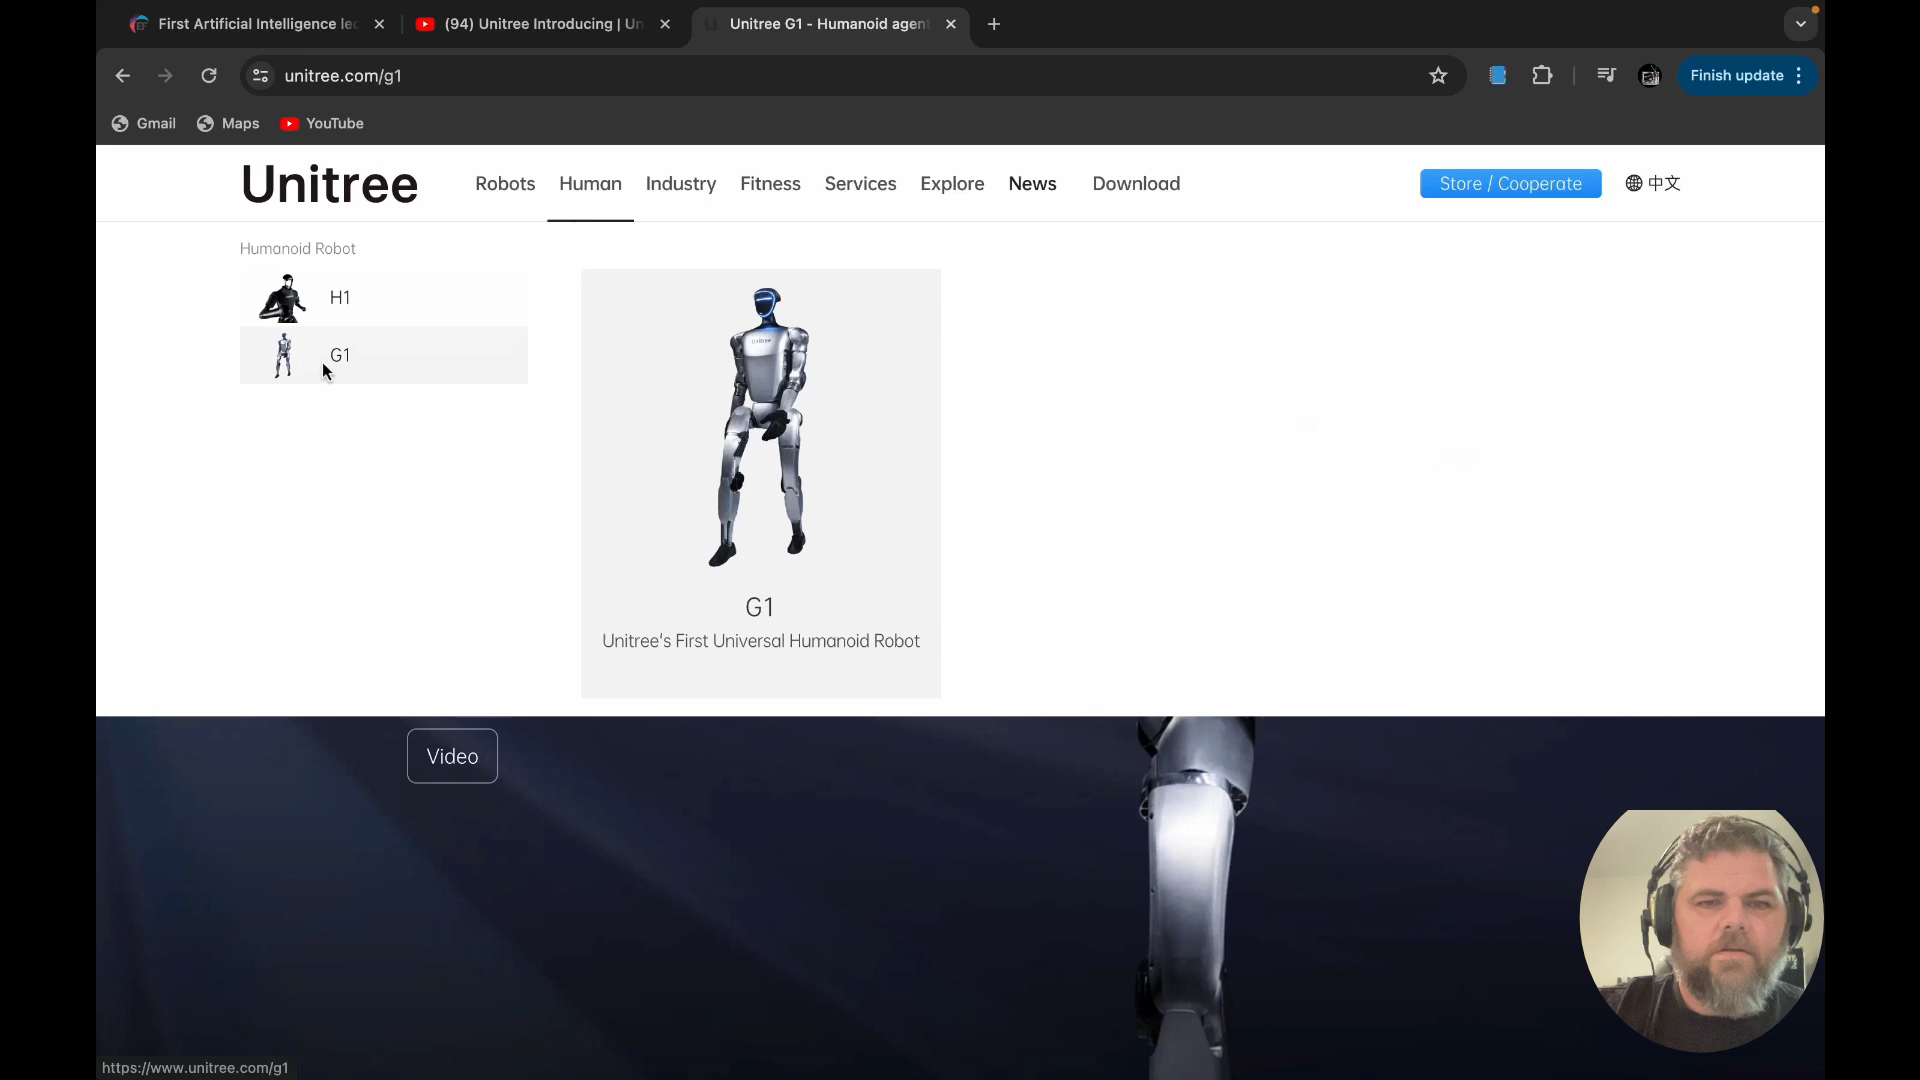 First Artificial Intelligence le
(94) Unitree Introducing | Un
Unitree G1 - Humanoid agent
unitree.com/g1
Finish update
Gmail
Maps
YouTube
Unitree
Robots
Human
Industry
Fitness
Services
Explore
News
Download
Store / Cooperate
中文
Humanoid Robot
H1
G1
Unitree
G1
Unitree's First Universal Humanoid Robot
Video
https://www.unitree.com/g1